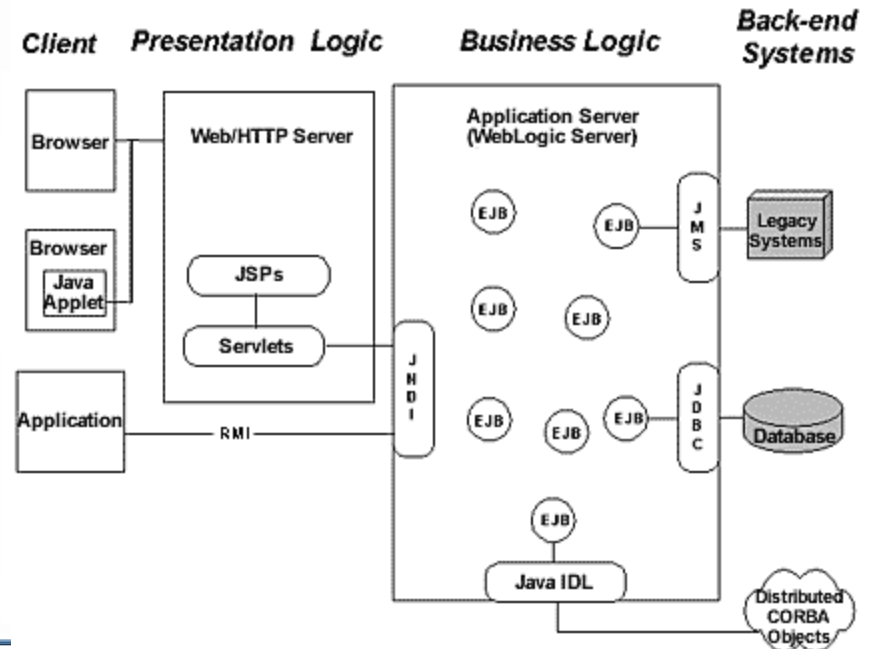 Client
Presentation Logic
Business Logic
Back-end
Systems
Browser
Browser
Java
Applet
Application
Web/HTTP Server
JSPs
Servlets
RMI
J
N
D
I
Application Server
(WebLogic Server)
EJB
EJB
EJB
EJB
EJB
EJB
EJB
EJB
J
M
S
J
D
B
C
Java IDL
Legacy
Systems
Database
Distributed
CORBA
Objects